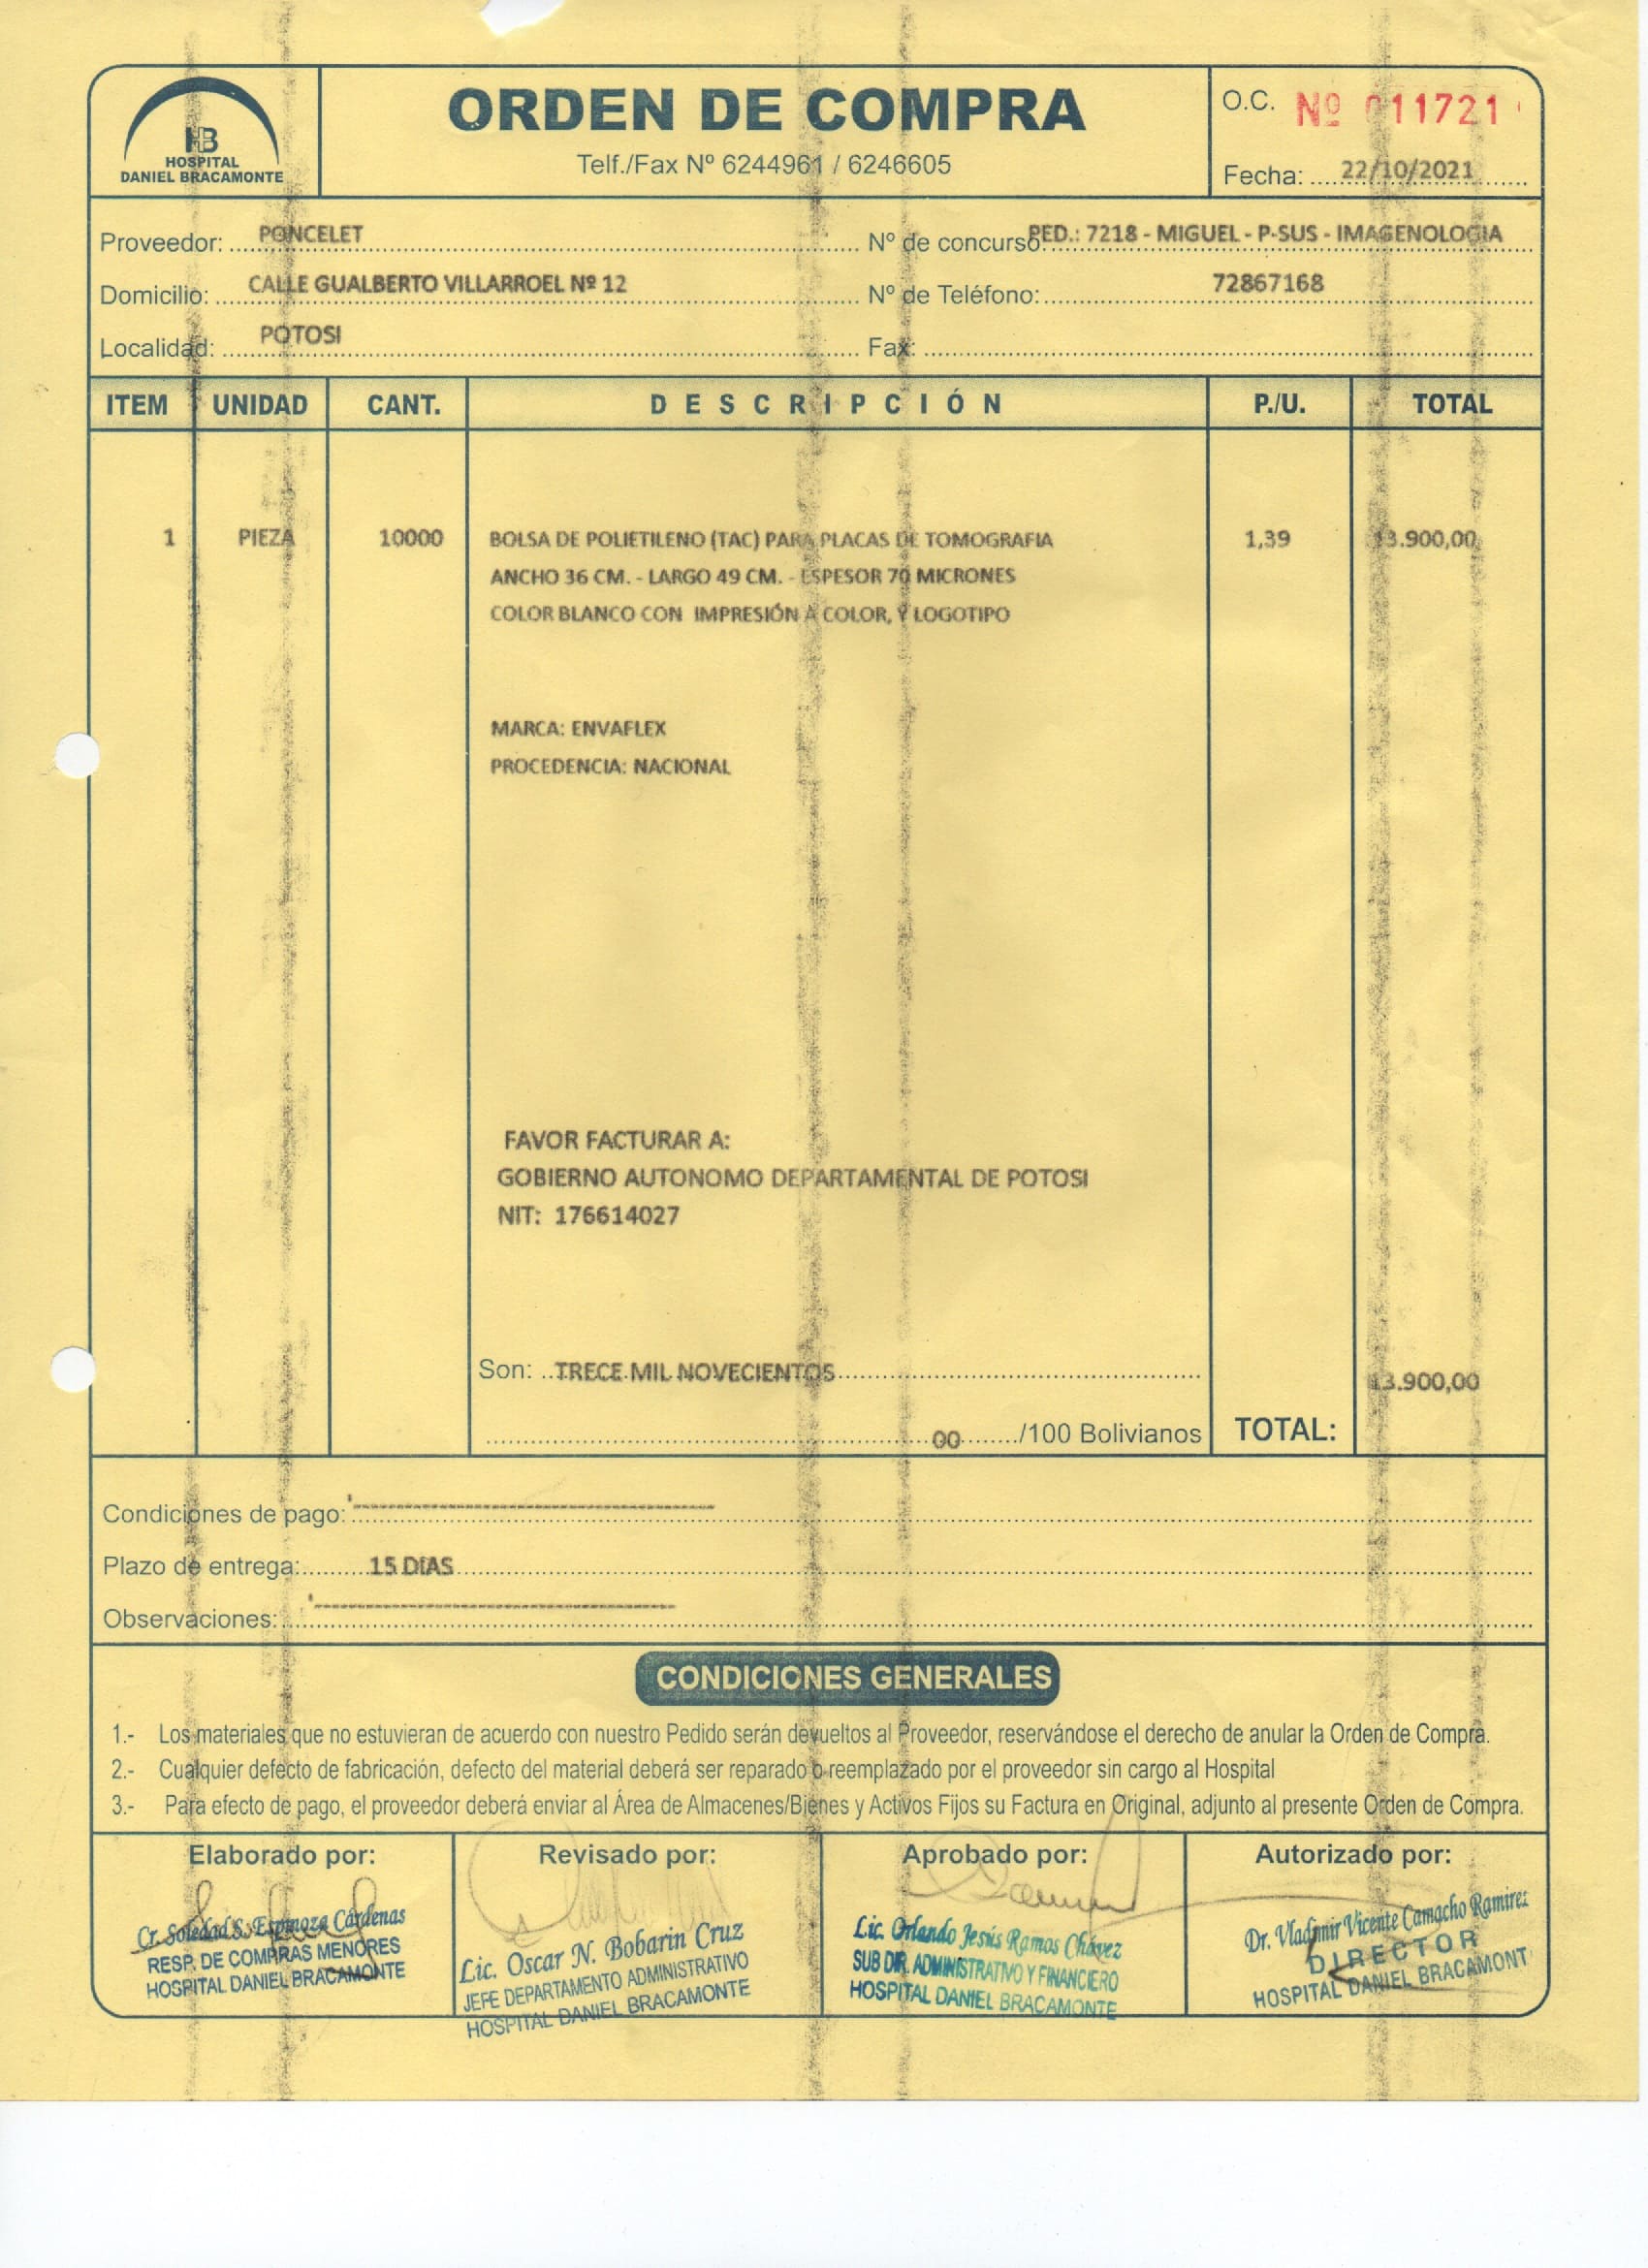 HB
HOSPITAL
DANIEL BRACAMONTE
ORDEN DE COMPRA
Telf./Fax Nº 6244961 / 6246605
O.C. Nº 011721
Fecha: 22/10/2021
Proveedor: PONCELET Nº de concurso: PED.: 7218 - MIGUEL - P-SUS - IMAGENOLOGIA
Domicilio: CALLE GUALBERTO VILLARROEL Nº 12 Nº de Teléfono: 72867168
Localidad: POTOSI Fax:
ITEM UNIDAD CANT. DESCRIPCIÓN P./U. TOTAL
1 PIEZA 10000 BOLSA DE POLIETILENO (TAC) PARA PLACAS DE TOMOGRAFIA 1,39 13.900,00
ANCHO 36 CM. - LARGO 49 CM. - ESPESOR 70 MICRONES
COLOR BLANCO CON IMPRESIÓN A COLOR, Y LOGOTIPO
MARCA: ENVAFLEX
PROCEDENCIA: NACIONAL
FAVOR FACTURAR A:
GOBIERNO AUTONOMO DEPARTAMENTAL DE POTOSI
NIT: 176614027
Son: TRECE MIL NOVECIENTOS 13.900,00
00 /100 Bolivianos TOTAL:
Condiciones de pago:
Plazo de entrega: 15 DIAS
Observaciones:
CONDICIONES GENERALES
1.- Los materiales que no estuvieran de acuerdo con nuestro Pedido serán devueltos al Proveedor, reservándose el derecho de anular la Orden de Compra.
2.- Cualquier defecto de fabricación, defecto del material deberá ser reparado o reemplazado por el proveedor sin cargo al Hospital
3.- Para efecto de pago, el proveedor deberá enviar al Área de Almacenes/Bienes y Activos Fijos su Factura en Original, adjunto al presente Orden de Compra.
Elaborado por: Revisado por: Aprobado por: Autorizado por:
Cr. Soledad S. Espinoza Cárdenas
RESP. DE COMPRAS MENORES
HOSPITAL DANIEL BRACAMONTE
Lic. Oscar N. Bobarin Cruz
JEFE DEPARTAMENTO ADMINISTRATIVO
HOSPITAL DANIEL BRACAMONTE
Lic. Orlando Jesús Ramos Chávez
SUB DIR. ADMINISTRATIVO Y FINANCIERO
HOSPITAL DANIEL BRACAMONTE
Dr. Vladimir Vicente Camacho Ramirez
DIRECTOR
HOSPITAL DANIEL BRACAMONT